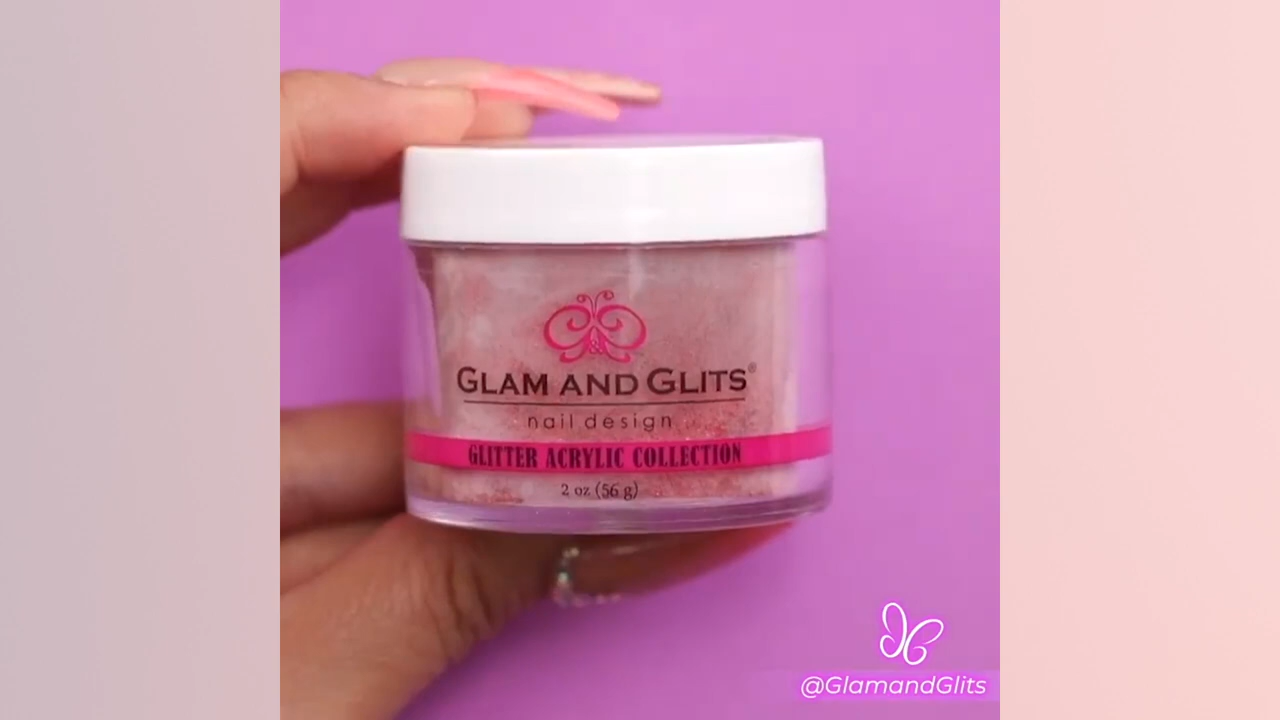 GLAM AND GLITS®
nail design
GLITTER ACRYLIC COLLECTION
2 oz (56 g)
@GlamandGlits